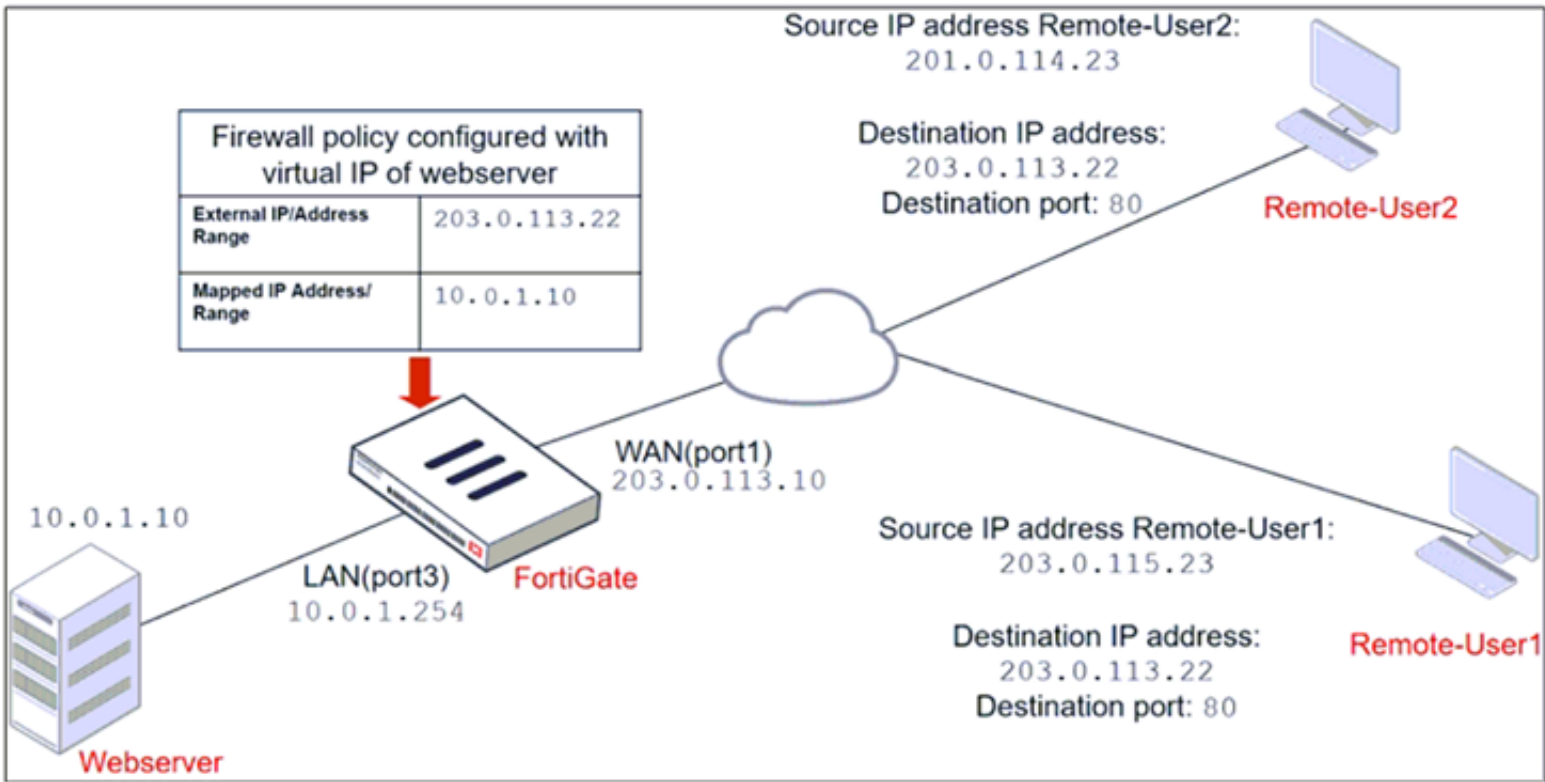 Source IP address Remote-User2:
201.0.114.23
Destination IP address:
203.0.113.22
Destination port: 80
Remote-User2
Firewall policy configured with
virtual IP of webserver
External IP/Address
Range
203.0.113.22
Mapped IP Address/
Range
10.0.1.10
WAN(port1)
203.0.113.10
10.0.1.10
LAN(port3)
10.0.1.254
FortiGate
Webserver
Source IP address Remote-User1:
203.0.115.23
Destination IP address:
203.0.113.22
Destination port: 80
Remote-User1